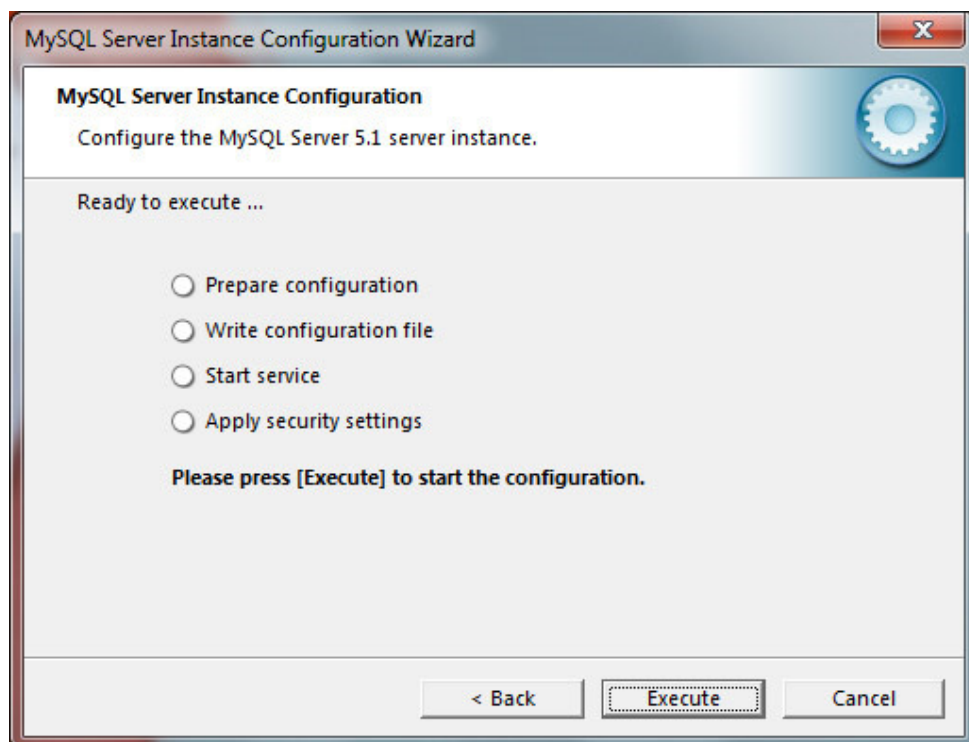 MySQL Server Instance Configuration Wizard
MySQL Server Instance Configuration
Configure the MySQL Server 5.1 server instance.
Ready to execute ...
Prepare configuration
Write configuration file
Start service
Apply security settings
Please press [Execute] to start the configuration.
< Back Execute Cancel